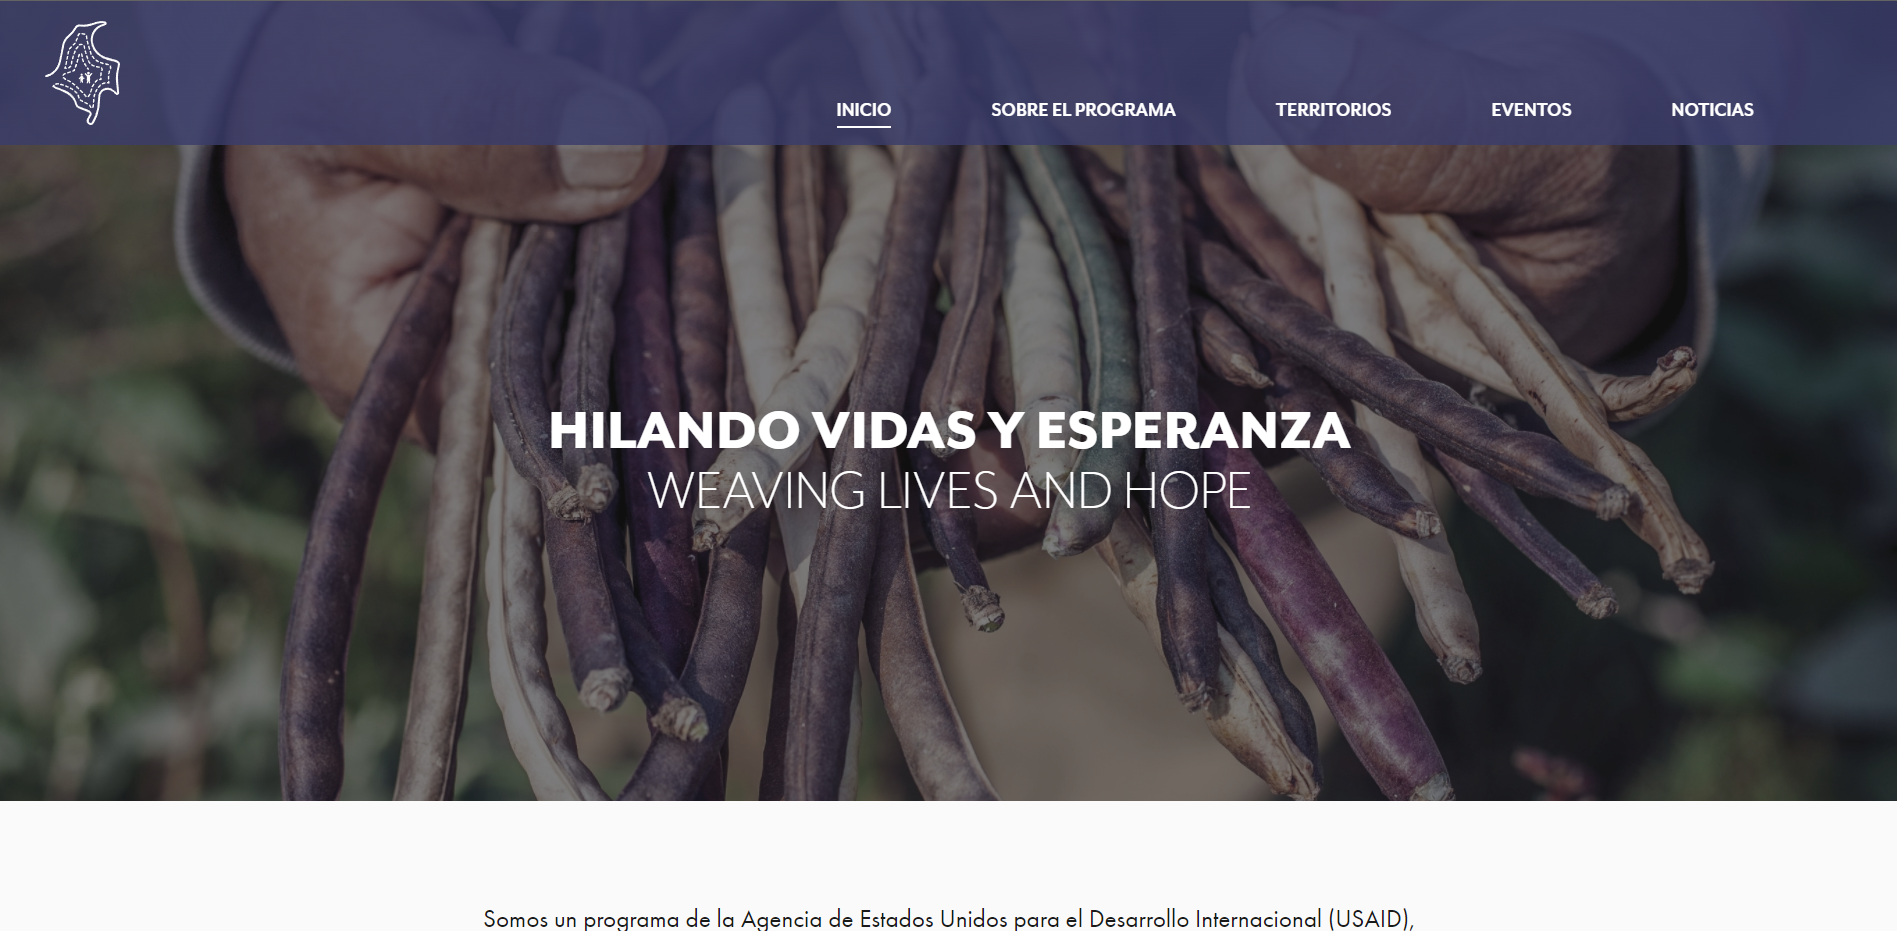 INICIO SOBRE EL PROGRAMA TERRITORIOS EVENTOS NOTICIAS
HILANDO VIDAS Y ESPERANZA
WEAVING LIVES AND HOPE
Somos un programa de la Agencia de Estados Unidos para el Desarrollo Internacional (USAID),